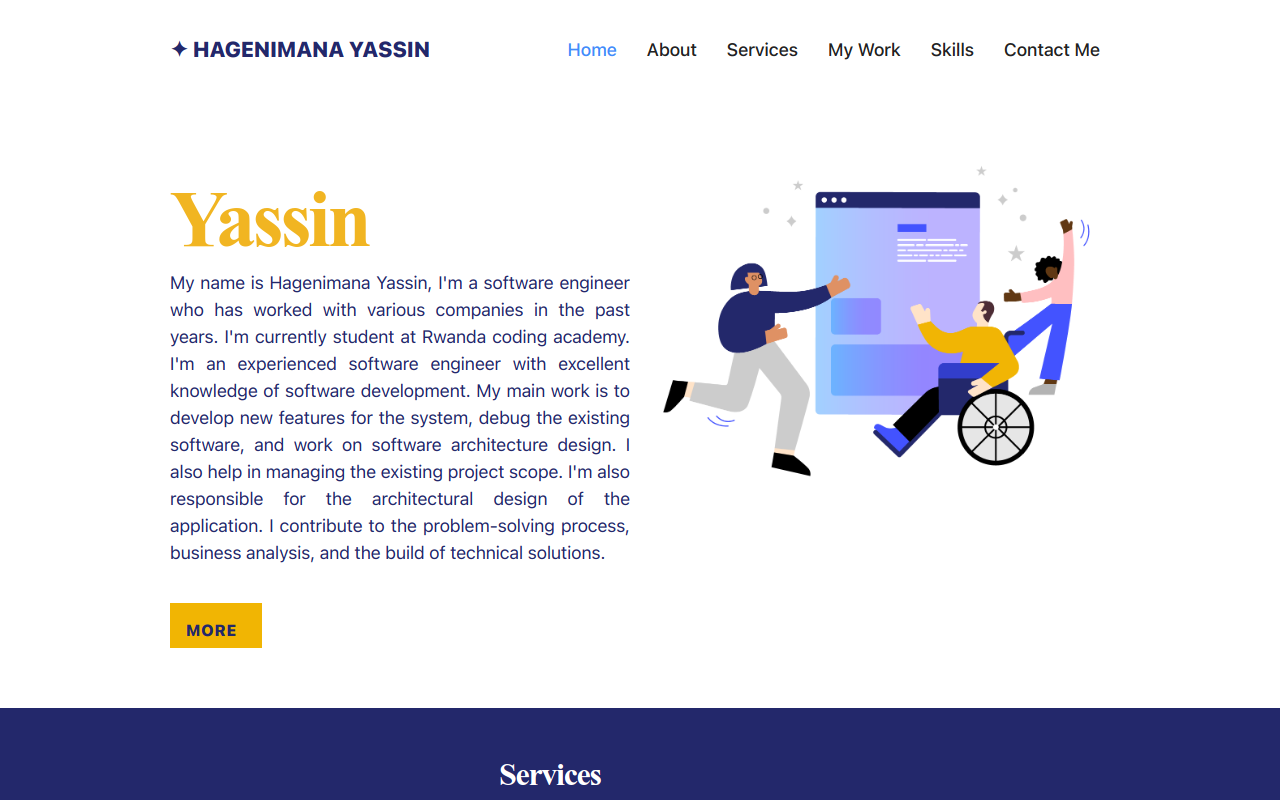 ✦ HAGENIMANA YASSIN
Home About Services My Work Skills Contact Me
Yassin
My name is Hagenimana Yassin, I'm a software engineer
who has worked with various companies in the past
years. I'm currently student at Rwanda coding academy.
I'm an experienced software engineer with excellent
knowledge of software development. My main work is to
develop new features for the system, debug the existing
software, and work on software architecture design. I
also help in managing the existing project scope. I'm also
responsible for the architectural design of the
application. I contribute to the problem-solving process,
business analysis, and the build of technical solutions.
MORE
Services